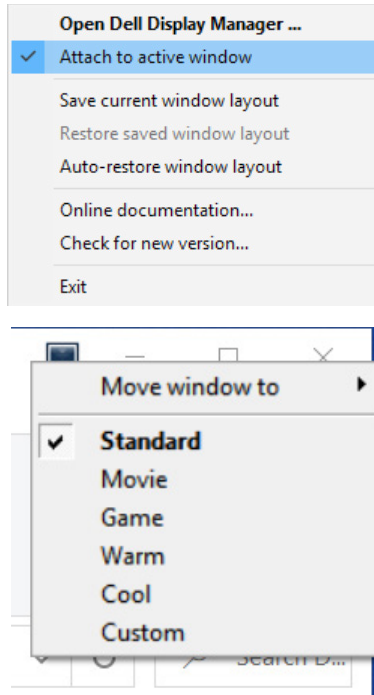 Open Dell Display Manager ...
Attach to active window
Save current window layout
Restore saved window layout
Auto-restore window layout
Online documentation...
Check for new version...
Exit
Move window to
Standard
Movie
Game
Warm
Cool
Custom
Search D...